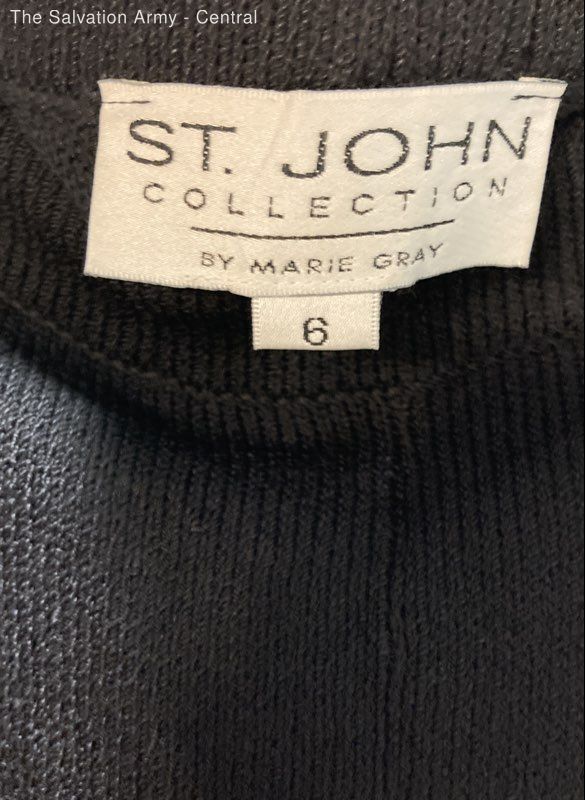 The Salvation Army - Central
ST. JOHN
COLLECTION
BY MARIE GRAY
6